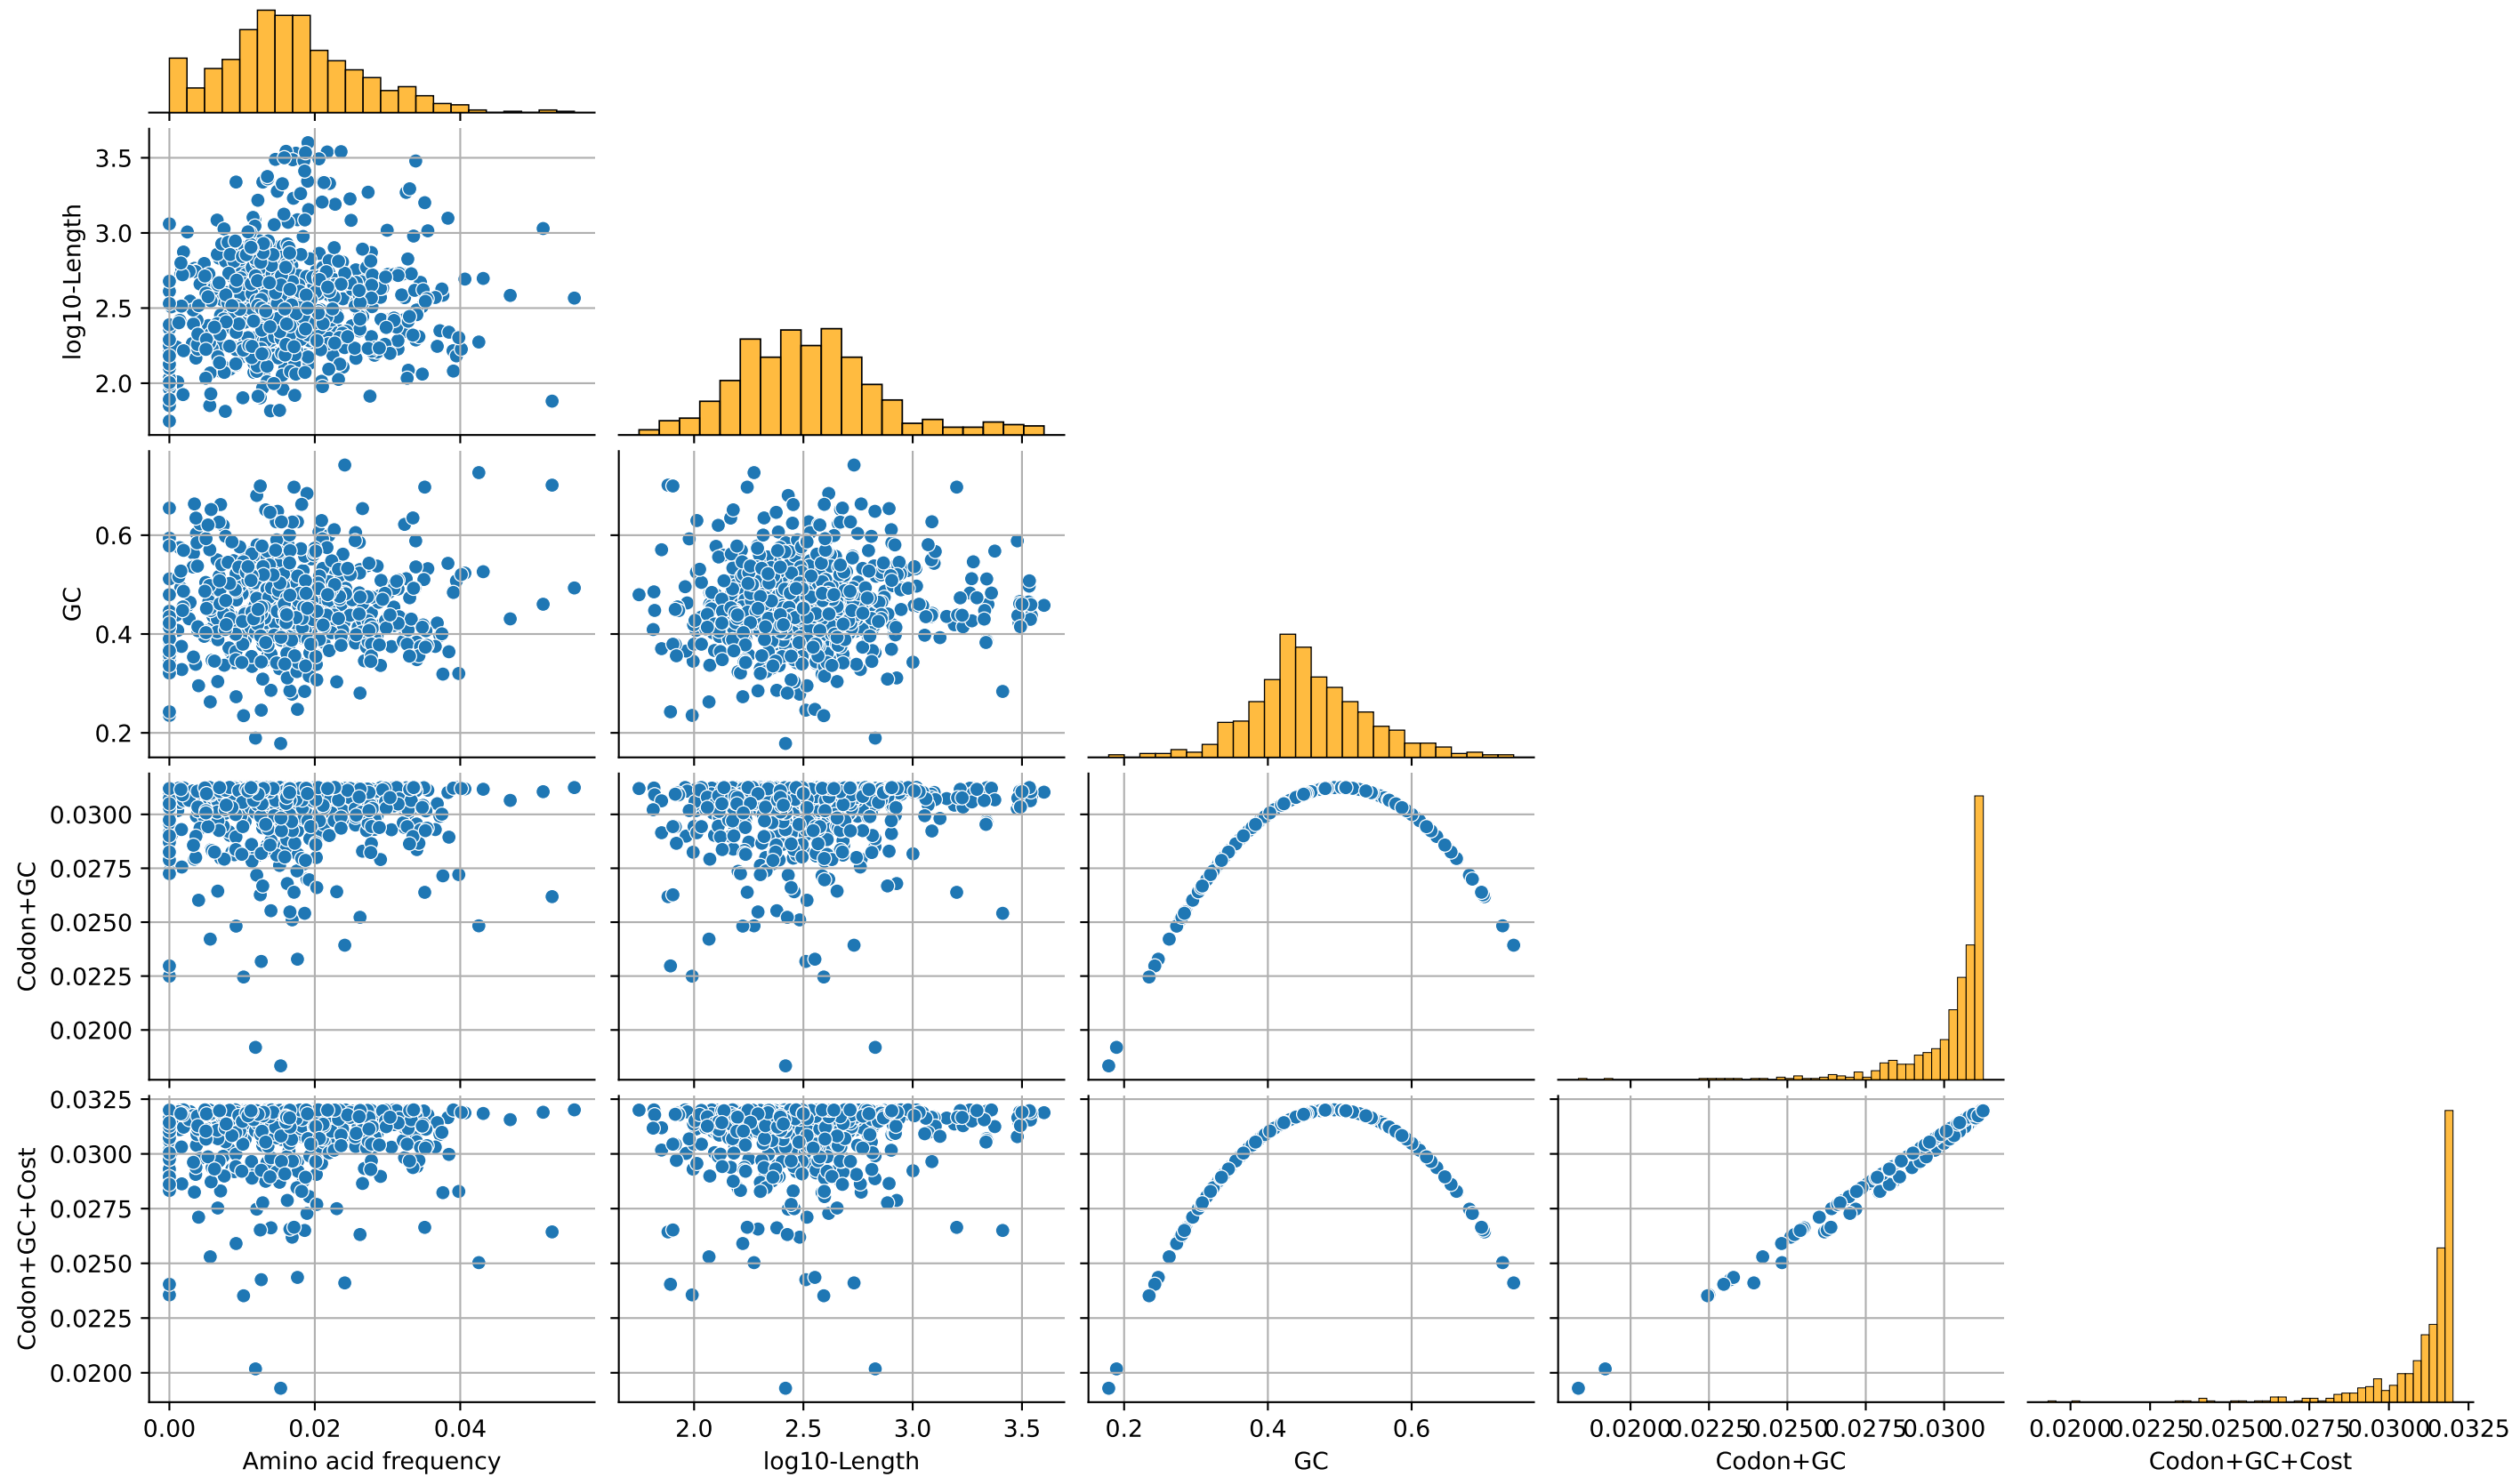 3.5
3.0
2.5
2.0
log10-Length
0.6
0.4
0.2
GC
0.0300
0.0275
0.0250
0.0225
0.0200
Codon+GC
0.0325
0.0300
0.0275
0.0250
0.0225
0.0200
Codon+GC+Cost
0.00 0.02 0.04
Amino acid frequency
2.0 2.5 3.0 3.5
log10-Length
0.2 0.4 0.6
GC
0.0200 0.0225 0.0250 0.0275 0.0300
Codon+GC
0.0200 0.0225 0.0250 0.0275 0.0300 0.0325
Codon+GC+Cost